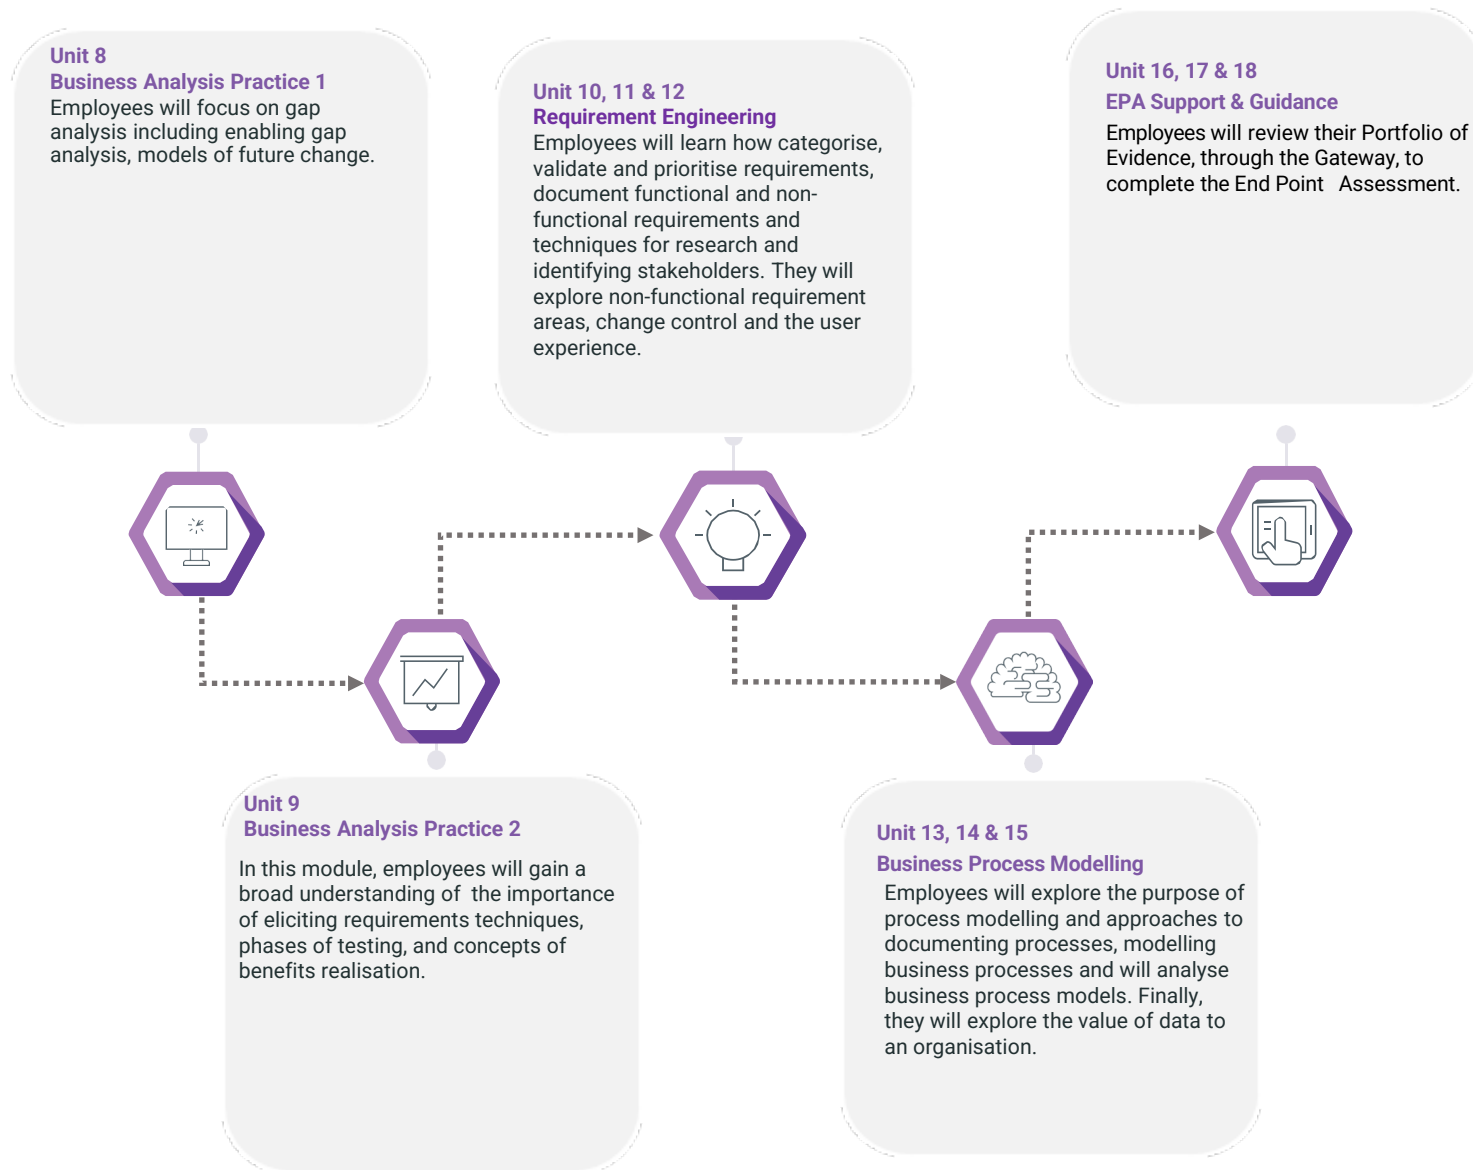 Unit 8
Business Analysis Practice 1
Employees will focus on gap
analysis including enabling gap
analysis, models of future change.
Unit 9
Business Analysis Practice 2
In this module, employees will gain a
broad understanding of the importance
of eliciting requirements techniques,
phases of testing, and concepts of
benefits realisation.
Unit 10, 11 & 12
Requirement Engineering
Employees will learn how categorise,
validate and prioritise requirements,
document functional and non-
functional requirements and
techniques for research and
identifying stakeholders. They will
explore non-functional requirement
areas, change control and the user
experience.
Unit 13, 14 & 15
Business Process Modelling
Employees will explore the purpose of
process modelling and approaches to
documenting processes, modelling
business processes and will analyse
business process models. Finally,
they will explore the value of data to
an organisation.
Unit 16, 17 & 18
EPA Support & Guidance
Employees will review their Portfolio of
Evidence, through the Gateway, to
complete the End Point Assessment.